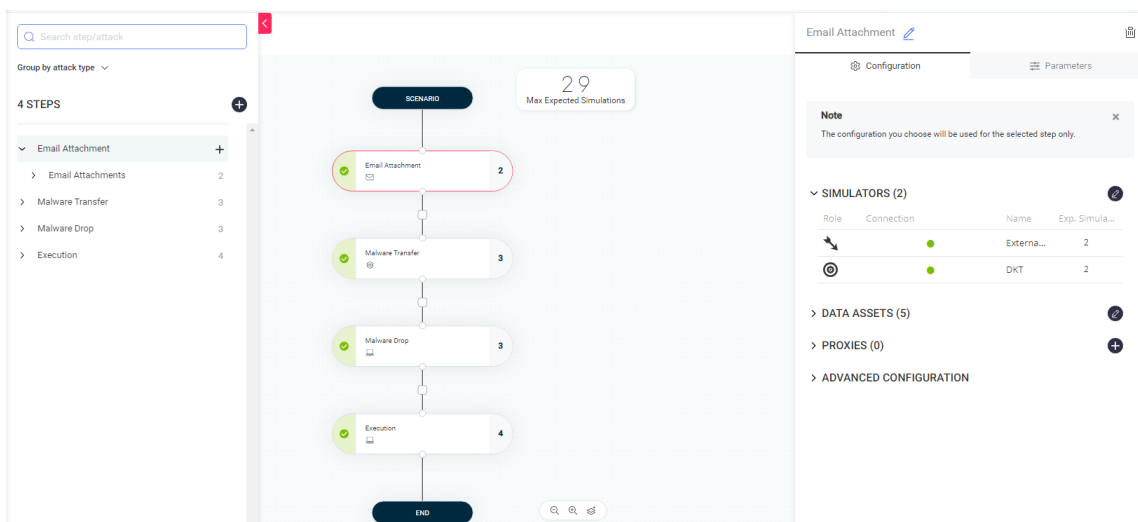 Search step/attack
Group by attack type
4 STEPS
Email Attachment
Email Attachments 2
Malware Transfer 3
Malware Drop 3
Execution 4
SCENARIO
29
Max Expected Simulations
Email Attachment
2
Malware Transfer
3
Malware Drop
3
Execution
4
END
Email Attachment
Configuration
Parameters
Note
The configuration you choose will be used for the selected step only.
SIMULATORS (2)
Role Connection Name Exp. Simula...
Externa... 2
DKT 2
DATA ASSETS (5)
PROXIES (0)
ADVANCED CONFIGURATION